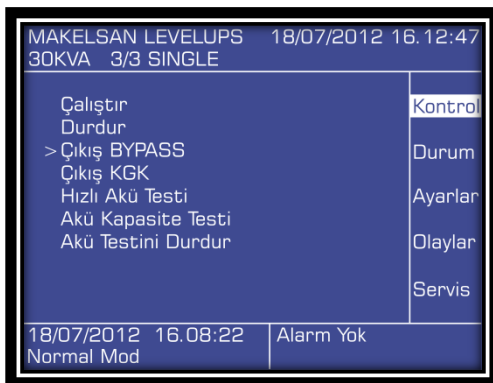 MAKELSAN LEVELUPS 18/07/2012 16.12:47
30KVA 3/3 SINGLE
Çalıştır
Durdur
>Çıkış BYPASS
Çıkış KGK
Hızlı Akü Testi
Akü Kapasite Testi
Akü Testini Durdur
Kontrol
Durum
Ayarlar
Olaylar
Servis
18/07/2012 16.08:22
Normal Mod
Alarm Yok